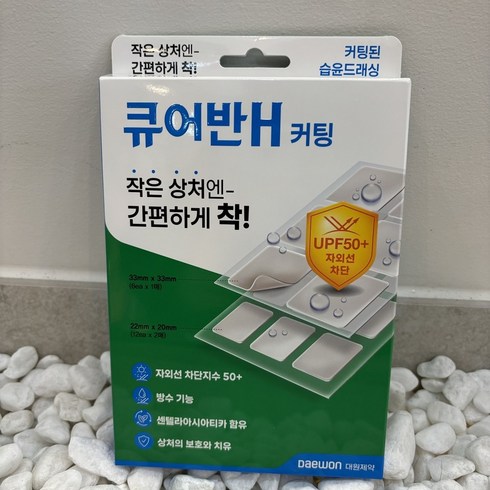 작은 상처엔-
간편하게 착!
커팅된
습윤드레싱
큐어반H 커팅
작은 상처엔-
간편하게 착!
UPF50+
자외선
차단
33mm x 33mm
22mm x 20mm
자외선 차단지수 50+
방수 기능
센텔라아시아티카 함유
상처의 보호와 치유
DAEWON 대원제약